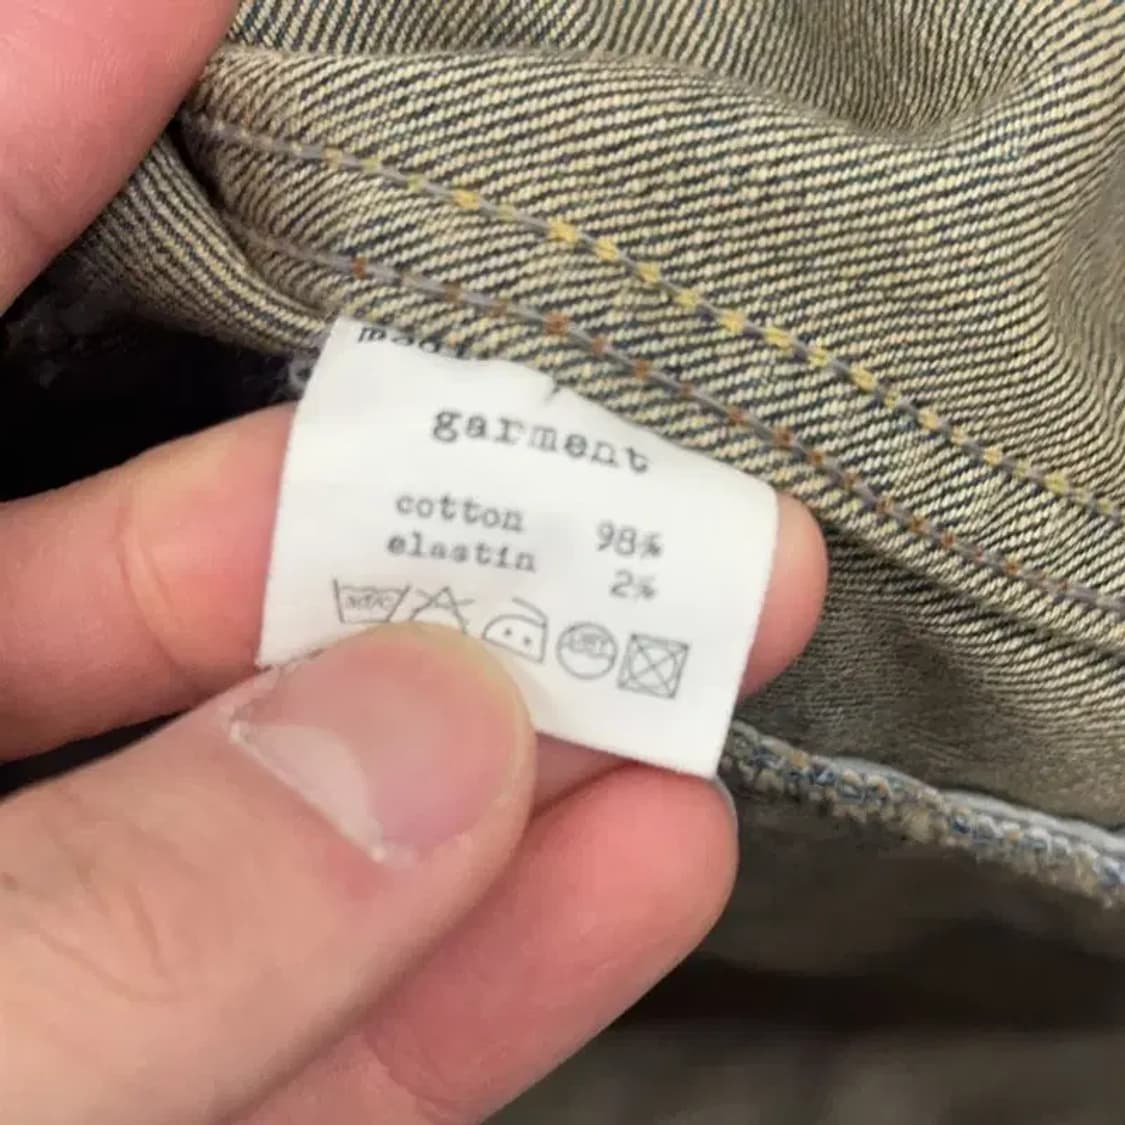 garment
cotton 98%
elastin 2%